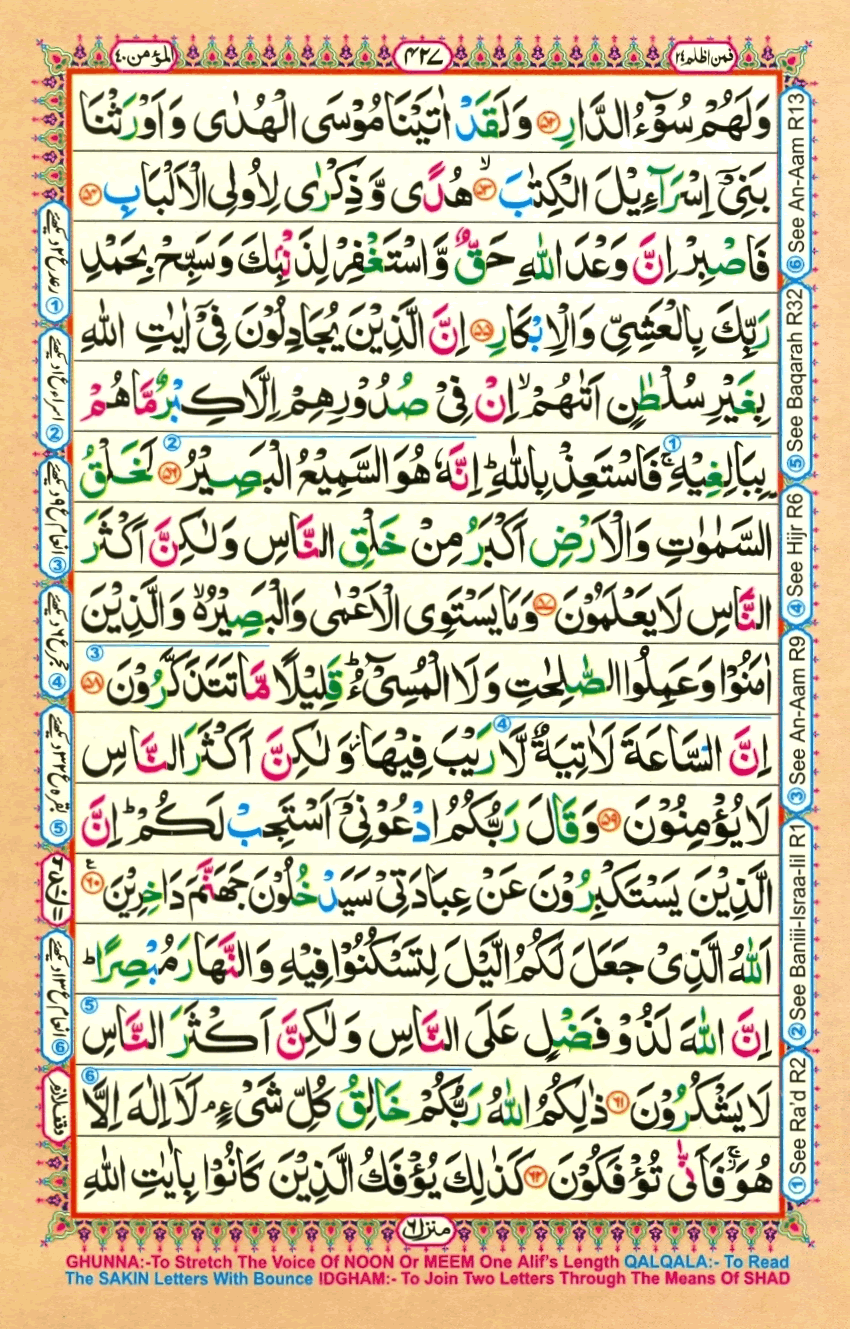 فمن اظلم ٢٤
٤٢٧
المؤمن ٤٠
وَلَهُمْ سُوْٓءُ الدَّارِ ﴿٥٢﴾ وَلَقَدْ اٰتَيْنَا مُوْسَى الْهُدٰى وَاَوْرَثْنَا
بَنِىْٓ اِسْرَآءِيْلَ الْكِتٰبَ ۙ﴿٥٣﴾ هُدًى وَّذِكْرٰى لِاُولِى الْاَلْبَابِ ﴿٥٤﴾
فَاصْبِرْ اِنَّ وَعْدَ اللّٰهِ حَقٌّ وَّاسْتَغْفِرْ لِذَنْۢبِكَ وَسَبِّحْ بِحَمْدِ
رَبِّكَ بِالْعَشِىِّ وَالْاِبْكَارِ ﴿٥٥﴾ اِنَّ الَّذِيْنَ يُجَادِلُوْنَ فِىْٓ اٰيٰتِ اللّٰهِ
بِغَيْرِ سُلْطٰنٍ اَتٰهُمْ ۙ اِنْ فِىْ صُدُوْرِهِمْ اِلَّا كِبْرٌ مَّا هُمْ
بِبَالِغِيْهِ ۚ فَاسْتَعِذْ بِاللّٰهِ ؕ اِنَّهٗ هُوَ السَّمِيْعُ الْبَصِيْرُ ﴿٥٦﴾ لَخَلْقُ
السَّمٰوٰتِ وَالْاَرْضِ اَكْبَرُ مِنْ خَلْقِ النَّاسِ وَلٰكِنَّ اَكْثَرَ
النَّاسِ لَا يَعْلَمُوْنَ ﴿٥٧﴾ وَمَا يَسْتَوِى الْاَعْمٰى وَالْبَصِيْرُ ۙ وَالَّذِيْنَ
اٰمَنُوْا وَعَمِلُوا الصّٰلِحٰتِ وَلَا الْمُسِىْٓءُ ؕ قَلِيْلًا مَّا تَتَذَكَّرُوْنَ ﴿٥٨﴾
اِنَّ السَّاعَةَ لَاٰتِيَةٌ لَّا رَيْبَ فِيْهَا ؗ وَلٰكِنَّ اَكْثَرَ النَّاسِ
لَا يُؤْمِنُوْنَ ﴿٥٩﴾ وَقَالَ رَبُّكُمُ ادْعُوْنِىْٓ اَسْتَجِبْ لَكُمْ ؕ اِنَّ
الَّذِيْنَ يَسْتَكْبِرُوْنَ عَنْ عِبَادَتِىْ سَيَدْخُلُوْنَ جَهَنَّمَ دَاخِرِيْنَ ﴿٦٠﴾
اَللّٰهُ الَّذِىْ جَعَلَ لَكُمُ الَّيْلَ لِتَسْكُنُوْا فِيْهِ وَالنَّهَارَ مُبْصِرًا ؕ
اِنَّ اللّٰهَ لَذُوْ فَضْلٍ عَلَى النَّاسِ وَلٰكِنَّ اَكْثَرَ النَّاسِ
لَا يَشْكُرُوْنَ ﴿٦١﴾ ذٰلِكُمُ اللّٰهُ رَبُّكُمْ خَالِقُ كُلِّ شَىْءٍ ۘ لَاۤ اِلٰهَ اِلَّا
هُوَ ۚ فَاَنّٰى تُؤْفَكُوْنَ ﴿٦٢﴾ كَذٰلِكَ يُؤْفَكُ الَّذِيْنَ كَانُوْا بِاٰيٰتِ اللّٰهِ
منزل ٦
⑥ See An-Aam R13
⑤ See Baqarah R32
④ See Hijr R6
③ See An-Aam R9
② See Baniii-Israa-Iil R1
① See Ra'd R2
GHUNNA:-To Stretch The Voice Of NOON Or MEEM One Alif's Length QALQALA:- To Read
The SAKIN Letters With Bounce IDGHAM:- To Join Two Letters Through The Means Of SHAD